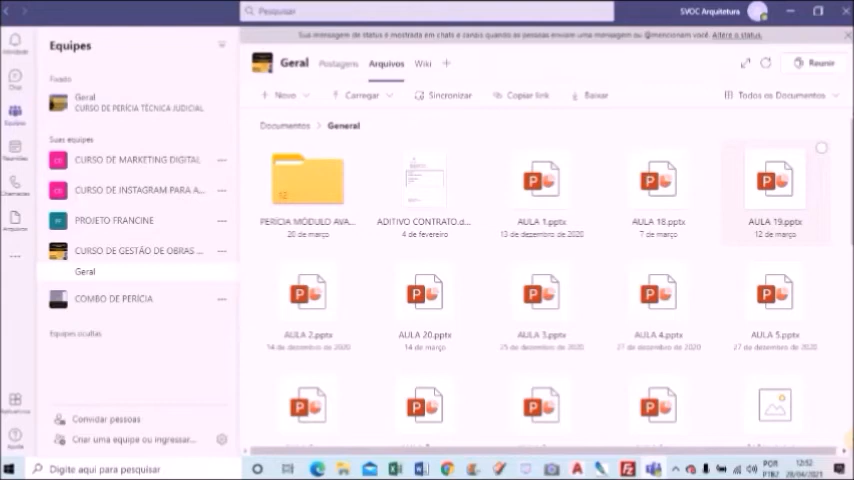 Pesquisar
SVOC Arquitetura
Sua mensagem de status é mostrada em chats e canais quando as pessoas enviam uma mensagem ou @mencionam você. Altere o status.
Equipes
Geral
Postagens
Arquivos
Wiki
Reunir
Fixado
Geral
CURSO DE PERÍCIA TÉCNICA JUDICIAL
Novo
Carregar
Sincronizar
Copiar link
Baixar
Todos os Documentos
Suas equipes
CURSO DE MARKETING DIGITAL
CURSO DE INSTAGRAM PARA A...
PROJETO FRANCINE
CURSO DE GESTÃO DE OBRAS ...
Geral
COMBO DE PERÍCIA
Equipes ocultas
Convidar pessoas
Criar uma equipe ou ingressar...
Chat
Equipes
Reuniões
Chamadas
Arquivos
Ajuda
Documentos > General
12
PERÍCIA MÓDULO AVA...
20 de março
ADITIVO CONTRATO.d...
4 de fevereiro
AULA 1.pptx
13 de dezembro de 2020
AULA 18.pptx
7 de março
AULA 19.pptx
12 de março
AULA 2.pptx
14 de dezembro de 2020
AULA 20.pptx
14 de março
AULA 3.pptx
25 de dezembro de 2020
AULA 4.pptx
21 de dezembro de 2020
AULA 5.pptx
27 de dezembro de 2020
Digite aqui para pesquisar
POR
PTB2
12:52
28/04/2021